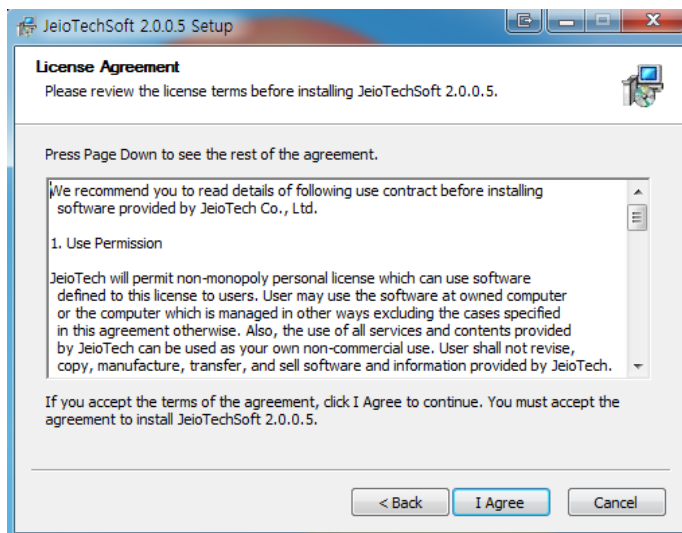 JeioTechSoft 2.0.0.5 Setup
License Agreement
Please review the license terms before installing JeioTechSoft 2.0.0.5.
Press Page Down to see the rest of the agreement.
We recommend you to read details of following use contract before installing
software provided by JeioTech Co., Ltd.
1. Use Permission
JeioTech will permit non-monopoly personal license which can use software
defined to this license to users. User may use the software at owned computer
or the computer which is managed in other ways excluding the cases specified
in this agreement otherwise. Also, the use of all services and contents provided
by JeioTech can be used as your own non-commercial use. User shall not revise,
copy, manufacture, transfer, and sell software and information provided by JeioTech.
If you accept the terms of the agreement, click I Agree to continue. You must accept the
agreement to install JeioTechSoft 2.0.0.5.
< Back
I Agree
Cancel